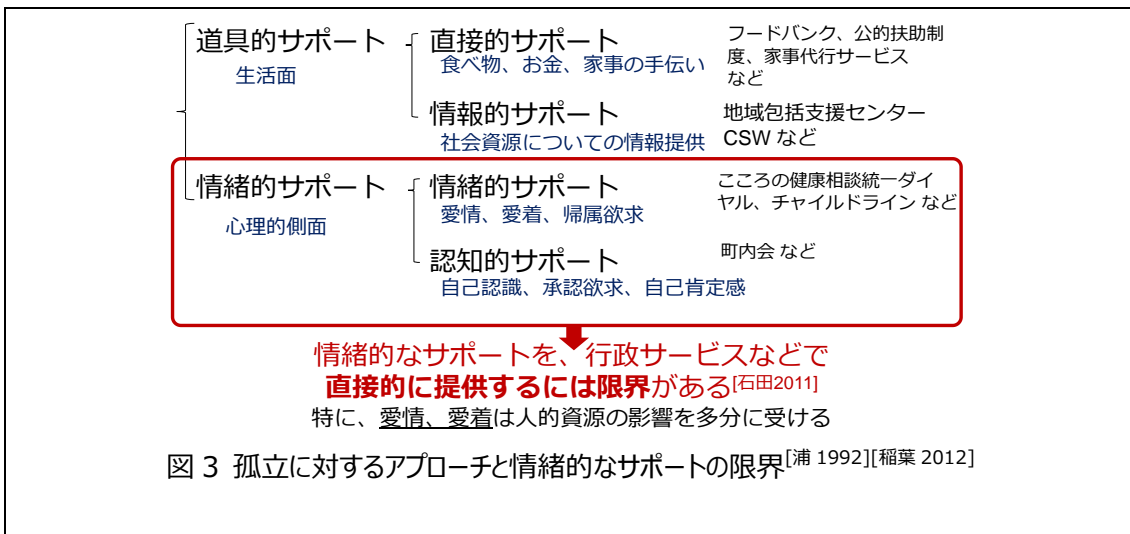 道具的サポート
生活面
直接的サポート
食べ物、お金、家事の手伝い
フードバンク、公的扶助制
度、家事代行サービス
など
情報的サポート
社会資源についての情報提供
地域包括支援センター
CSW など
情緒的サポート
心理的側面
情緒的サポート
愛情、愛着、帰属欲求
こころの健康相談統一ダイ
ヤル、チャイルドライン など
認知的サポート
自己認識、承認欲求、自己肯定感
町内会 など
情緒的なサポートを、行政サービスなどで
直接的に提供するには限界がある[石田2011]
特に、愛情、愛着は人的資源の影響を多分に受ける
図 3 孤立に対するアプローチと情緒的なサポートの限界[浦 1992][稲葉 2012]